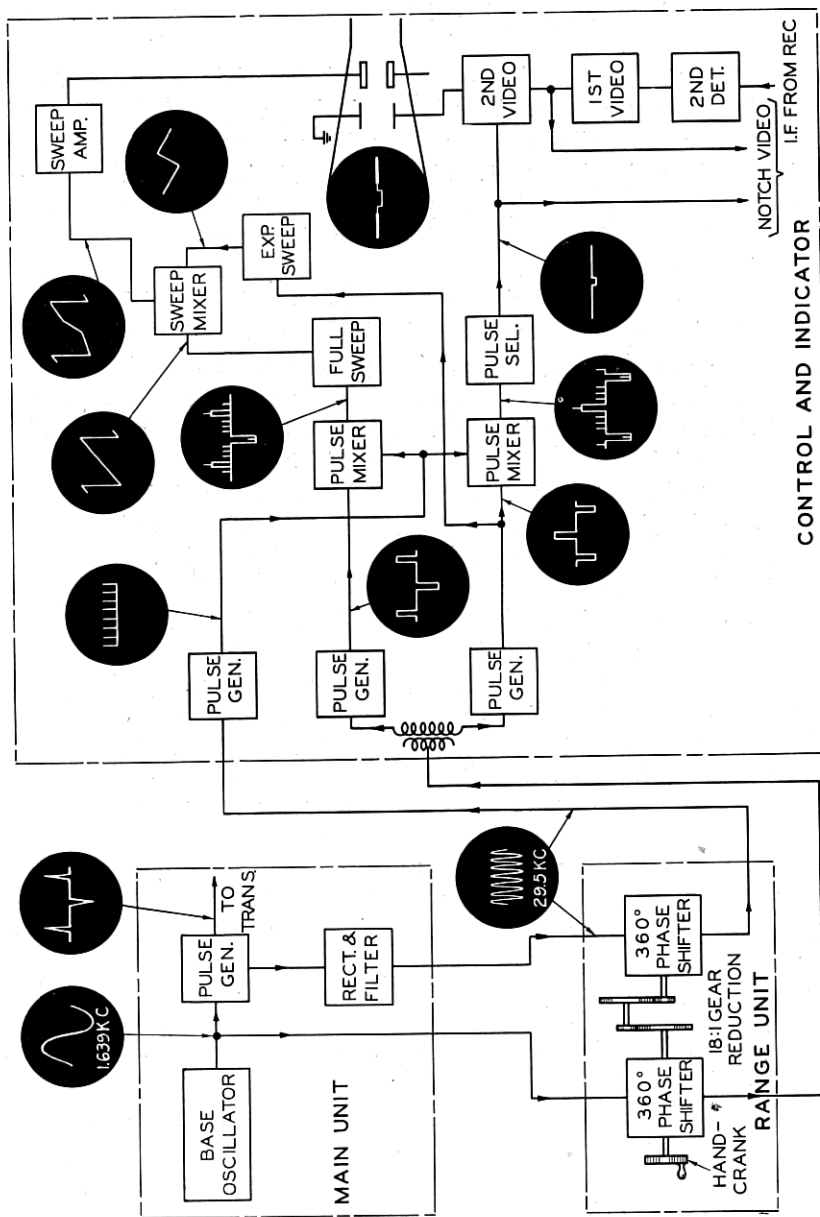 BASE
OSCILLATOR
1.639KC
PULSE
GEN.
TO
TRANS.
RECT. &
FILTER
MAIN UNIT
29.5KC
360°
PHASE
SHIFTER
360°
PHASE
SHIFTER
HAND-
CRANK
18:1 GEAR
REDUCTION
RANGE UNIT
PULSE
GEN.
PULSE
GEN.
PULSE
GEN.
PULSE
MIXER
FULL
SWEEP
SWEEP
MIXER
EXP.
SWEEP
SWEEP
AMP.
PULSE
MIXER
PULSE
SEL.
2ND
VIDEO
1ST
VIDEO
2ND
DET.
NOTCH VIDEO
I.F. FROM REC
CONTROL AND INDICATOR